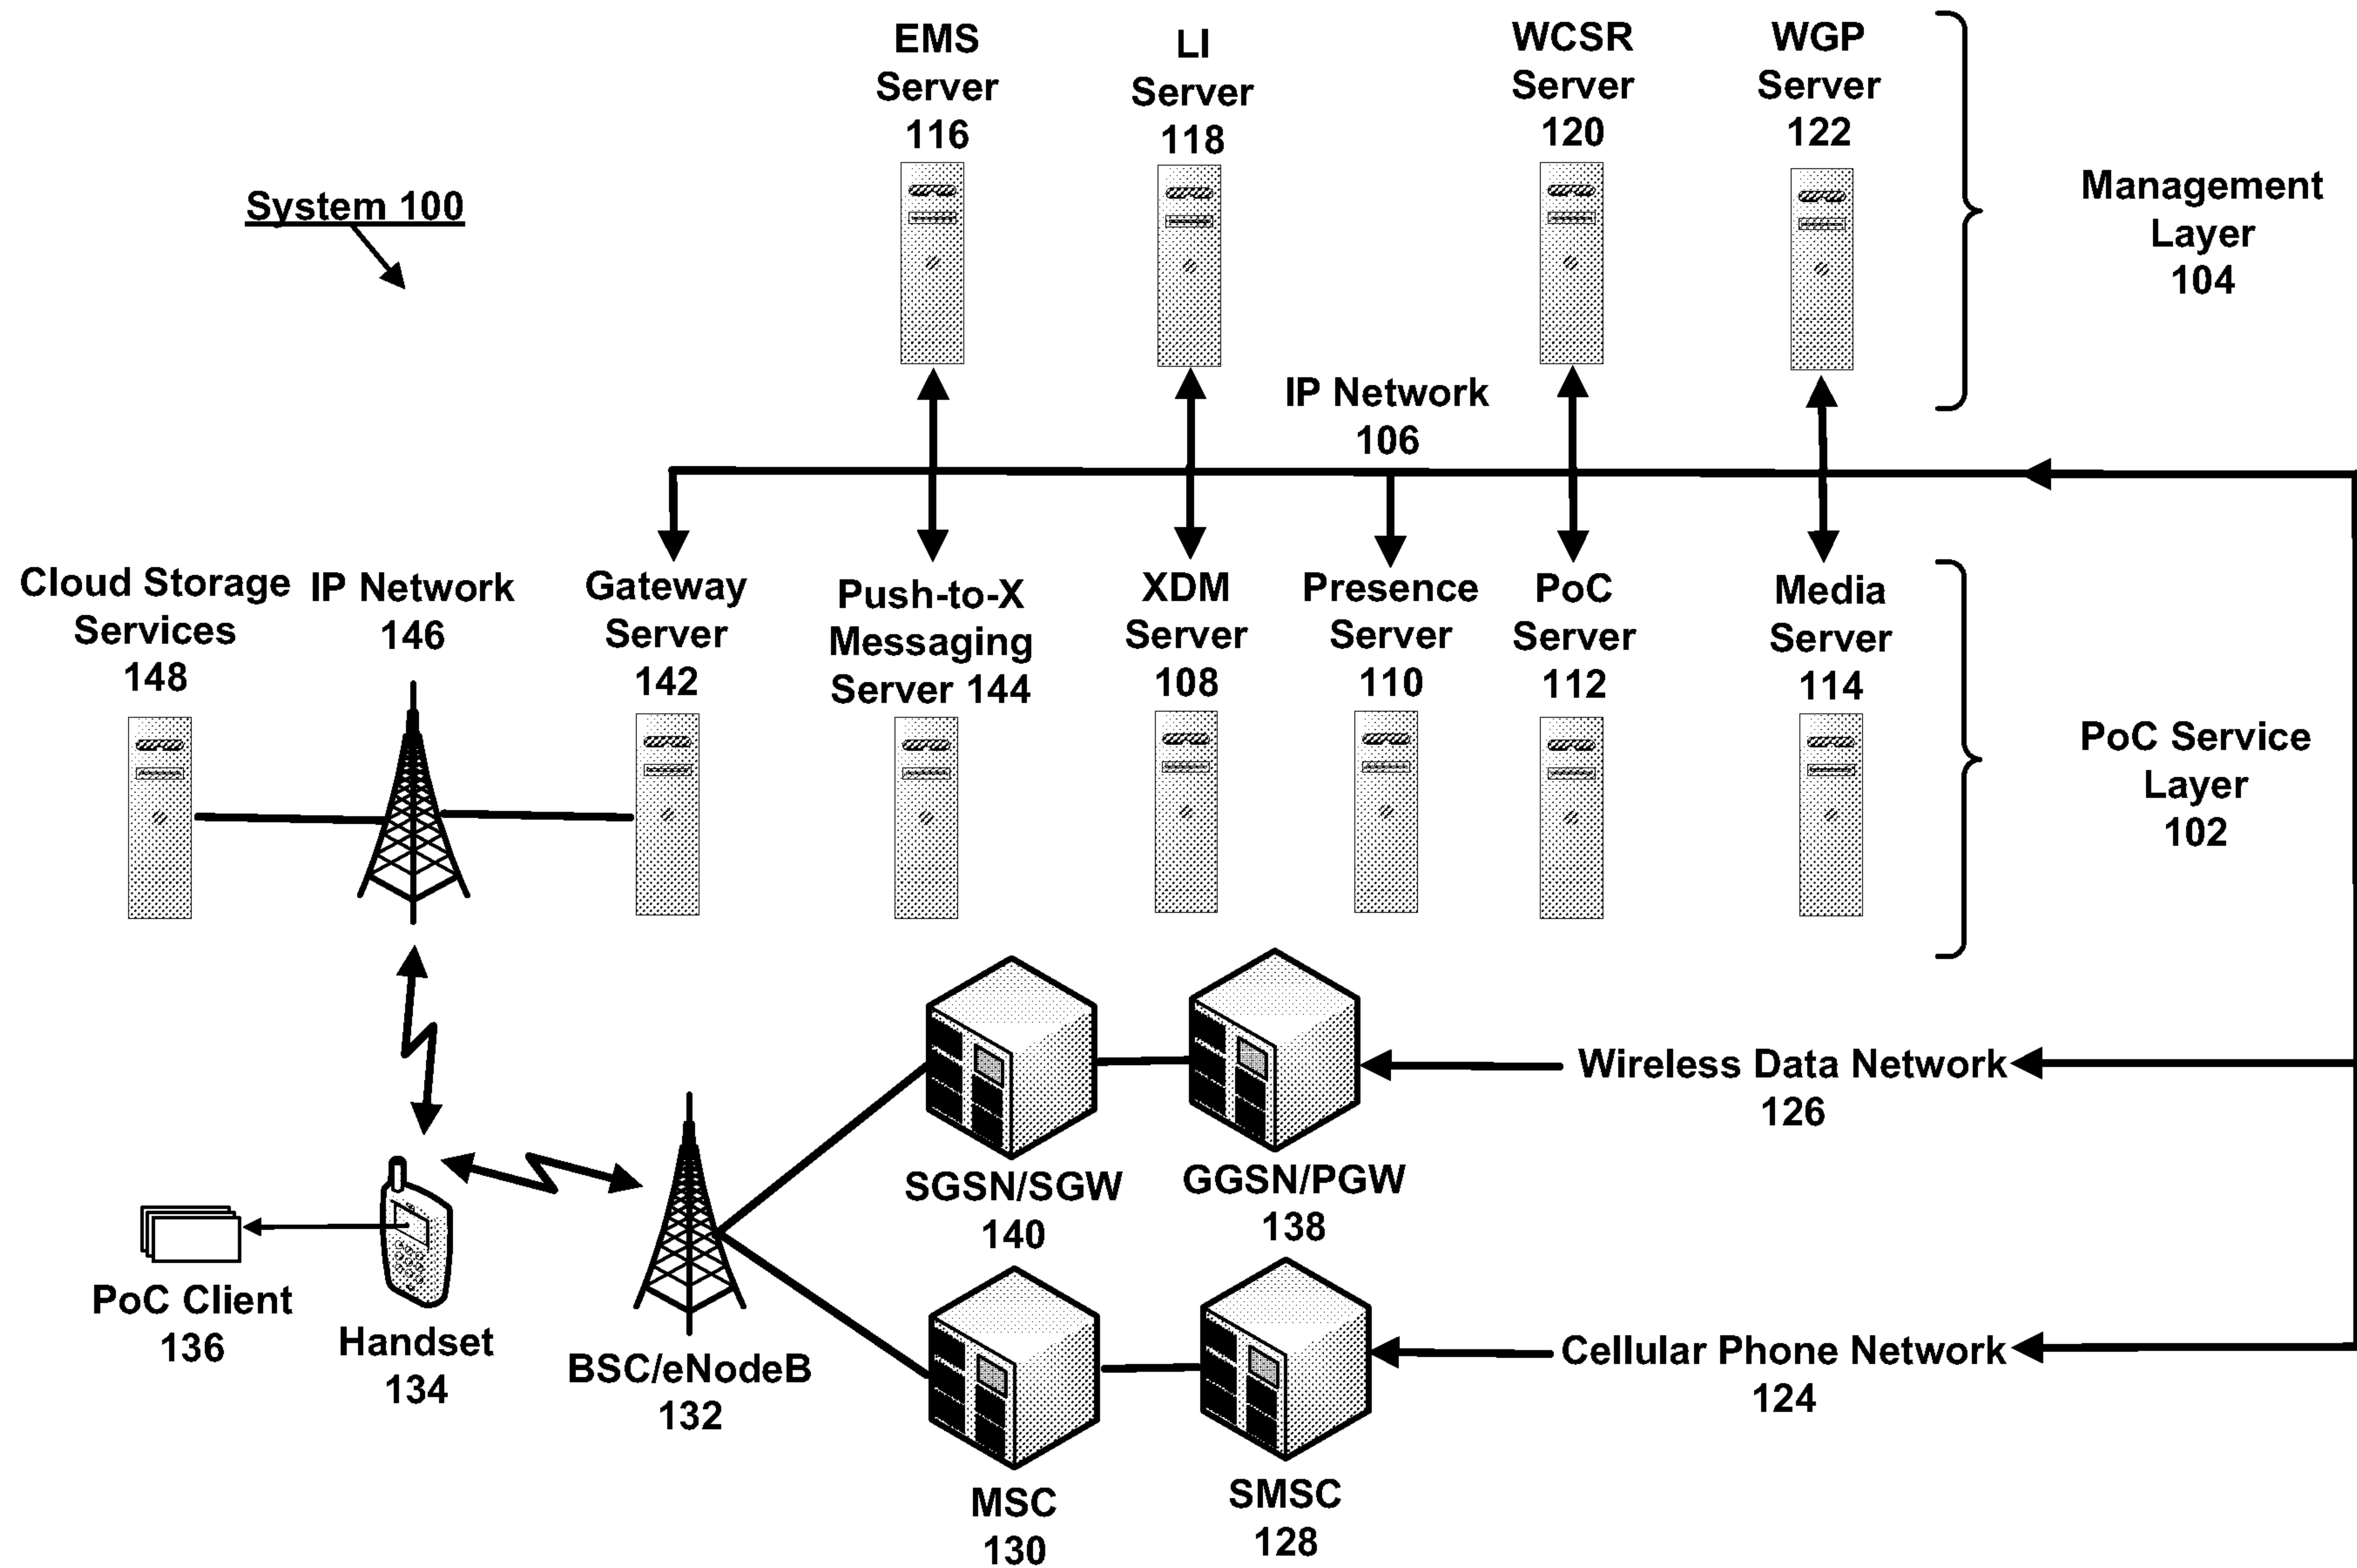 System 100
EMS
Server
116
LI
Server
118
WCSR
Server
120
WGP
Server
122
Management
Layer
104
IP Network
106
Cloud Storage
Services
148
IP Network
146
Gateway
Server
142
Push-to-X
Messaging
Server 144
XDM
Server
108
Presence
Server
110
PoC
Server
112
Media
Server
114
PoC Service
Layer
102
SGSN/SGW
140
GGSN/PGW
138
Wireless Data Network
126
PoC Client
136
Handset
134
BSC/eNodeB
132
MSC
130
SMSC
128
Cellular Phone Network
124